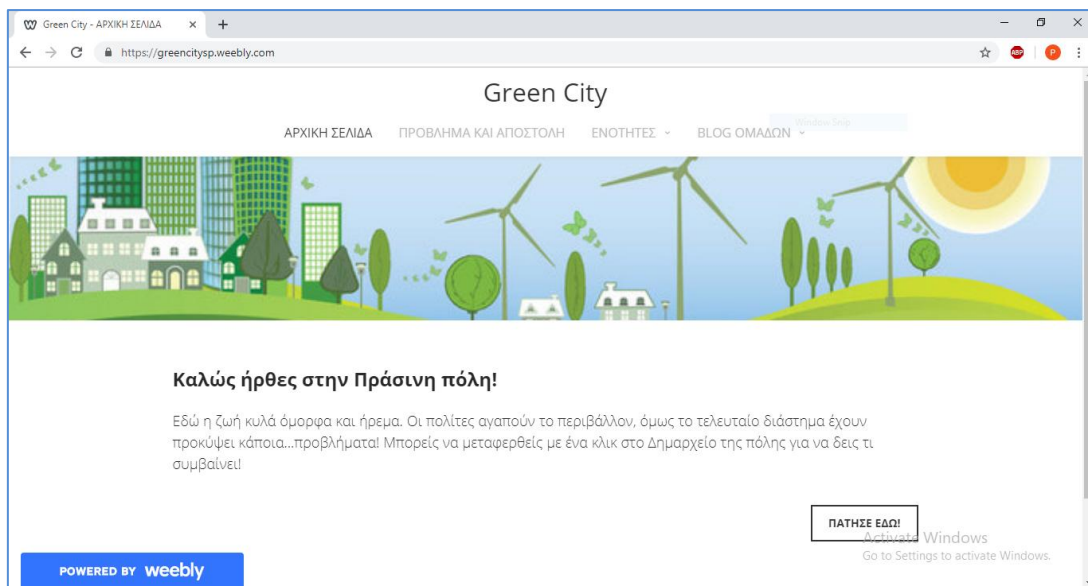 Green City - ΑΡΧΙΚΗ ΣΕΛΙΔΑ
https://greencitysp.weebly.com
ABP
P
Green City
Window Snip
ΑΡΧΙΚΗ ΣΕΛΙΔΑ ΠΡΟΒΛΗΜΑ ΚΑΙ ΑΠΟΣΤΟΛΗ ΕΝΟΤΗΤΕΣ BLOG ΟΜΑΔΩΝ
Καλώς ήρθες στην Πράσινη πόλη!
Εδώ η ζωή κυλά όμορφα και ήρεμα. Οι πολίτες αγαπούν το περιβάλλον, όμως το τελευταίο διάστημα έχουν
προκύψει κάποια...προβλήματα! Μπορείς να μεταφερθείς με ένα κλικ στο Δημαρχείο της πόλης για να δεις τι
συμβαίνει!
ΠΑΤΗΣΕ ΕΔΩ!
Activate Windows
Go to Settings to activate Windows.
POWERED BY weebly